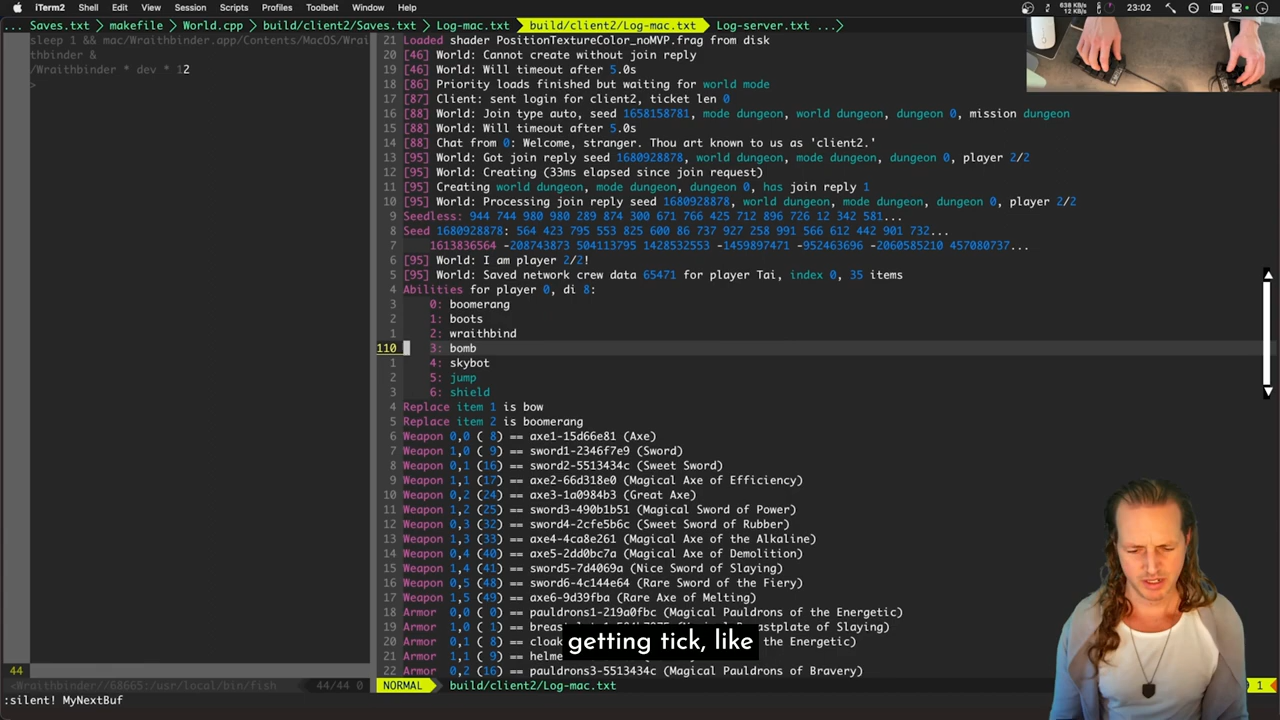 iTerm2 Shell Edit View Session Scripts Profiles Toolbelt Window Help 638 KB/s 12 KB/s 23:02
... Saves.txt > makefile > World.cpp > build/client2/Saves.txt > Log-mac.txt build/client2/Log-mac.txt Log-server.txt ...>
sleep 1 && mac/Wraithbinder.app/Contents/MacOS/Wrai
thbinder &
/Wraithbinder * dev * 12
>
21 Loaded shader PositionTextureColor_noMVP.frag from disk
20 [46] World: Cannot create without join reply
19 [46] World: Will timeout after 5.0s
18 [86] Priority loads finished but waiting for world mode
17 [87] Client: sent login for client2, ticket len 0
16 [88] World: Join type auto, seed 1658158781, mode dungeon, world dungeon, dungeon 0, mission dungeon
15 [88] World: Will timeout after 5.0s
14 [88] Chat from 0: Welcome, stranger. Thou art known to us as 'client2.'
13 [95] World: Got join reply seed 1680928878, world dungeon, mode dungeon, dungeon 0, player 2/2
12 [95] World: Creating (33ms elapsed since join request)
11 [95] Creating world dungeon, mode dungeon, dungeon 0, has join reply 1
10 [95] World: Processing join reply seed 1680928878, world dungeon, mode dungeon, dungeon 0, player 2/2
9 Seedless: 944 744 980 980 289 874 300 671 766 425 712 896 726 12 342 581...
8 Seed 1680928878: 564 423 795 553 825 600 86 737 927 258 991 566 612 442 901 732...
7 1613836564 -208743873 504113795 1428532553 -1459897471 -952463696 -2060585210 457080737...
6 [95] World: I am player 2/2!
5 [95] World: Saved network crew data 65471 for player Tai, index 0, 35 items
4 Abilities for player 0, di 8:
3 0: boomerang
2 1: boots
1 2: wraithbind
110 3: bomb
1 4: skybot
2 5: jump
3 6: shield
4 Replace item 1 is bow
5 Replace item 2 is boomerang
6 Weapon 0,0 ( 8) == axe1-15d66e81 (Axe)
7 Weapon 1,0 ( 9) == sword1-2346f7e9 (Sword)
8 Weapon 0,1 (16) == sword2-5513434c (Sweet Sword)
9 Weapon 1,1 (17) == axe2-66d318e0 (Magical Axe of Efficiency)
10 Weapon 0,2 (24) == axe3-1a0984b3 (Great Axe)
11 Weapon 1,2 (25) == sword3-490b1b51 (Magical Sword of Power)
12 Weapon 0,3 (32) == sword4-2cfe5b6c (Sweet Sword of Rubber)
13 Weapon 1,3 (33) == axe4-4ca8e261 (Magical Axe of the Alkaline)
14 Weapon 0,4 (40) == axe5-2dd0bc7a (Magical Axe of Demolition)
15 Weapon 1,4 (41) == sword5-7d4069a (Nice Sword of Slaying)
16 Weapon 0,5 (48) == sword6-4c144e64 (Rare Sword of the Fiery)
17 Weapon 1,5 (49) == axe6-9d39fba (Rare Axe of Melting)
18 Armor 0,0 ( 0) == pauldrons1-219a0fbc (Magical Pauldrons of the Energetic)
19 Armor 1,0 ( 1) == of Slaying)
20 Armor 0,1 ( 8) == cloak the Energetic)
getting tick, like
21 Armor 1,1 ( 9) == helme
22 Armor 0,2 (16) == pauldrons3-5513434c (Magical Pauldrons of Bravery)
44
<Wraithbinder//68665:/usr/local/bin/fish 44/44 0 NORMAL build/client2/Log-mac.txt 1
:silent! MyNextBuf